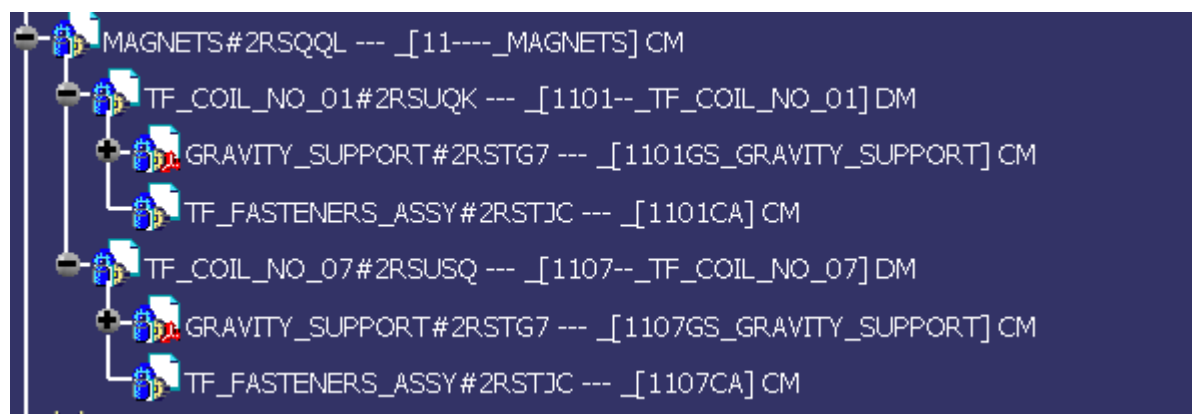 MAGNETS#2RSQQL --- _[11----_MAGNETS] CM
TF_COIL_NO_01#2RSUQK --- _[1101--_TF_COIL_NO_01] DM
GRAVITY_SUPPORT#2RSTG7 --- _[1101GS_GRAVITY_SUPPORT] CM
TF_FASTENERS_ASSY#2RSTJC --- _[1101CA] CM
TF_COIL_NO_07#2RSUSQ --- _[1107--_TF_COIL_NO_07] DM
GRAVITY_SUPPORT#2RSTG7 --- _[1107GS_GRAVITY_SUPPORT] CM
TF_FASTENERS_ASSY#2RSTJC --- _[1107CA] CM